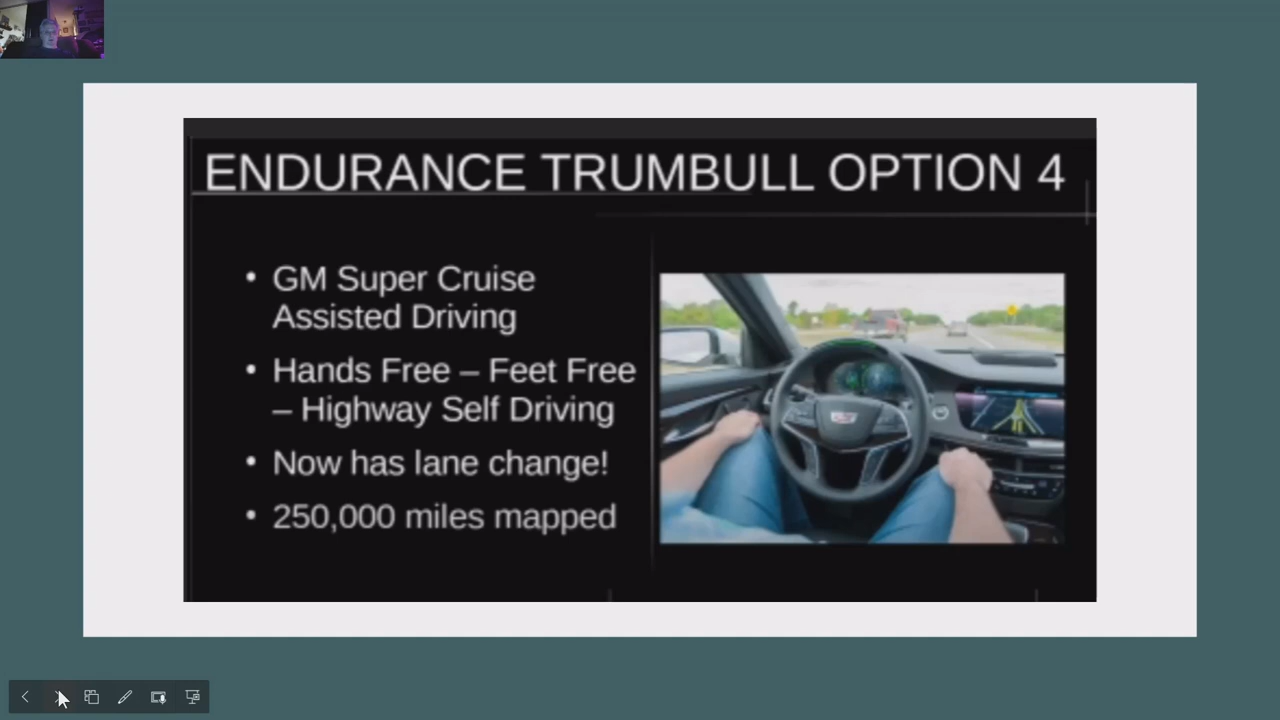 ENDURANCE TRUMBULL OPTION 4
• GM Super Cruise
Assisted Driving
• Hands Free – Feet Free
– Highway Self Driving
• Now has lane change!
• 250,000 miles mapped